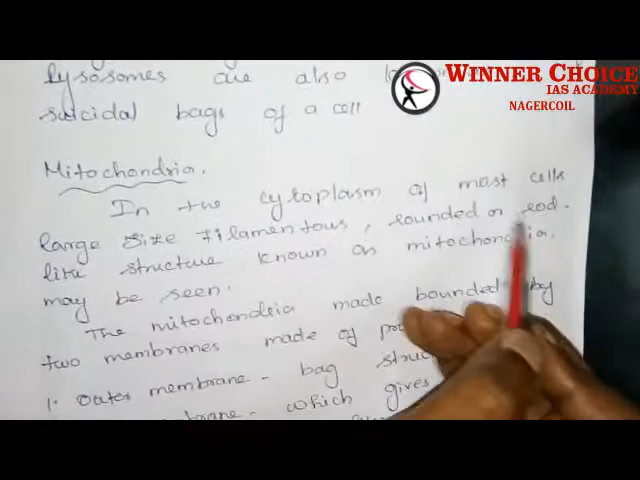 WINNER CHOICE
IAS ACADEMY
NAGERCOIL
lysosomes are also
suicidal bags of a cell
Mitochondria.
In the cytoplasm of most cells
large size filamentous, rounded or rod-
like structure known as mitochondria.
may be seen.
The mitochondria made bounded by
two membranes made of
1. Outer membrane - bag
which gives